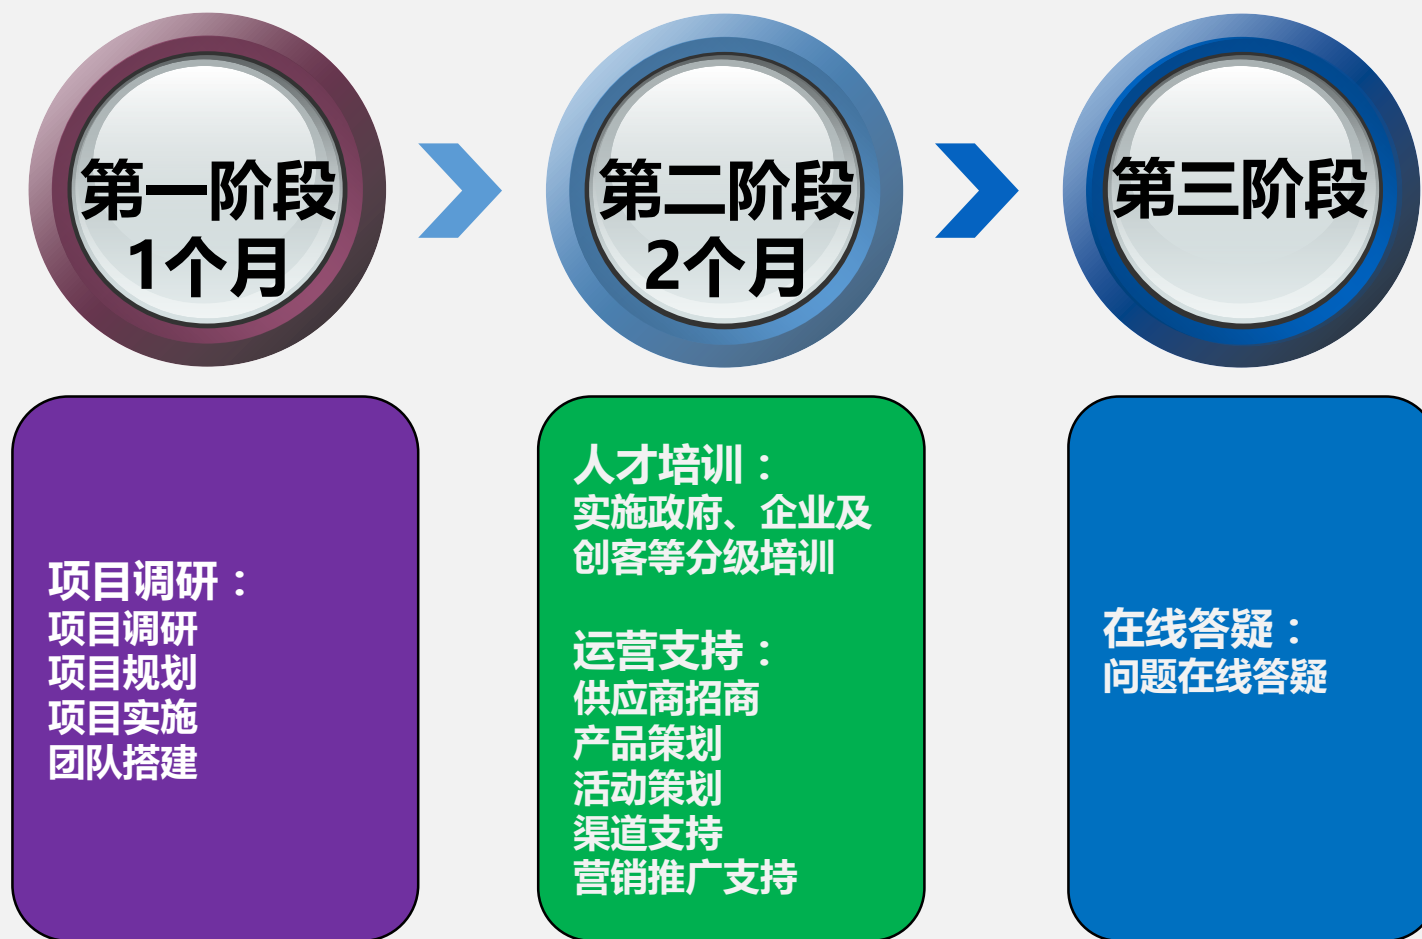 第一阶段
1个月
第二阶段
2个月
第三阶段
项目调研：
项目调研
项目规划
项目实施
团队搭建
人才培训：
实施政府、企业及
创客等分级培训
运营支持：
供应商招商
产品策划
活动策划
渠道支持
营销推广支持
在线答疑：
问题在线答疑